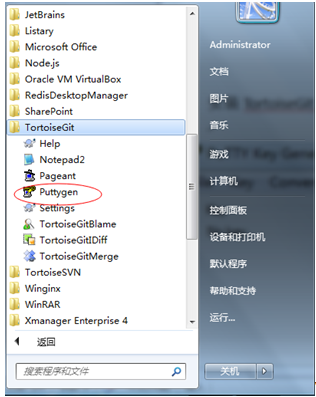 JetBrains
Listary
Microsoft Office
Node.js
Oracle VM VirtualBox
RedisDesktopManager
SharePoint
TortoiseGit
Help
Notepad2
Pageant
Puttygen
Settings
TortoiseGitBlame
TortoiseGitIDiff
TortoiseGitMerge
TortoiseSVN
Winginx
WinRAR
Xmanager Enterprise 4
返回
搜索程序和文件
Administrator
文档
图片
音乐
游戏
计算机
控制面板
设备和打印机
默认程序
帮助和支持
运行...
关机